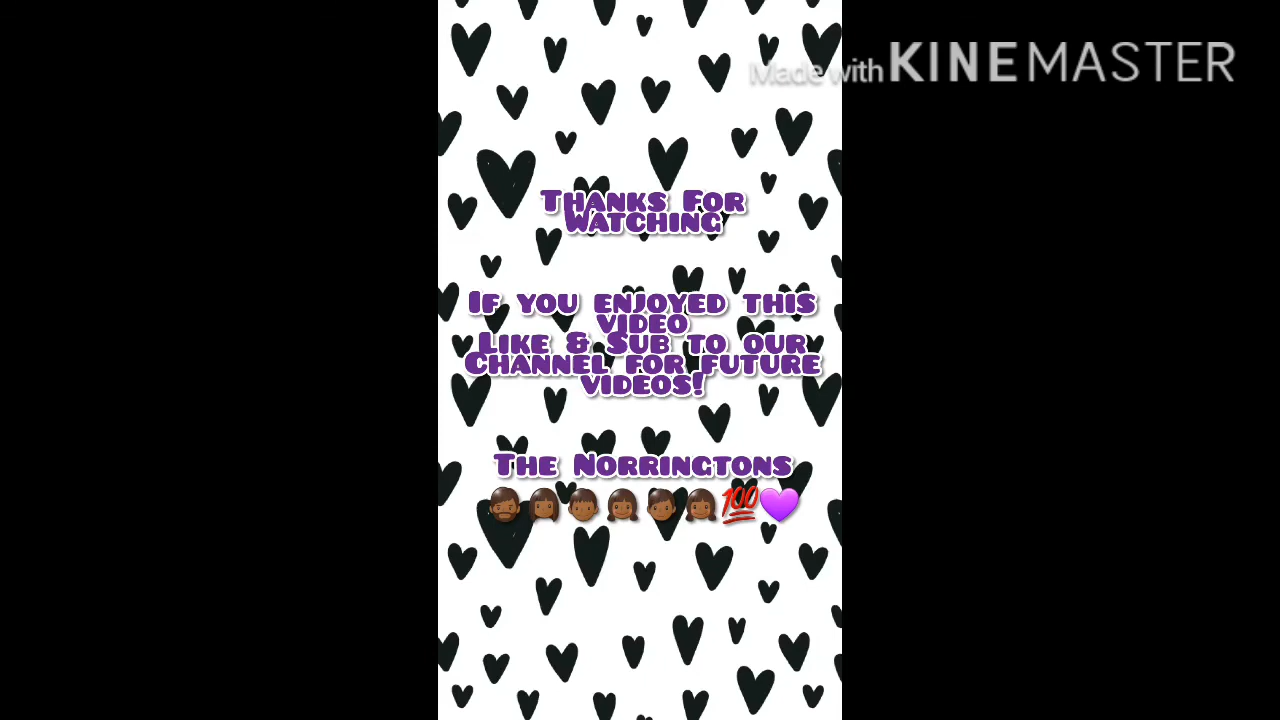 Made with KINEMASTER
Thanks For
Watching
If you enjoyed this
video
Like & Sub to our
Channel for future
videos!
The Norringtons
🧔🏾👩🏾👦🏾👧🏾👦🏾👧🏾💯💜